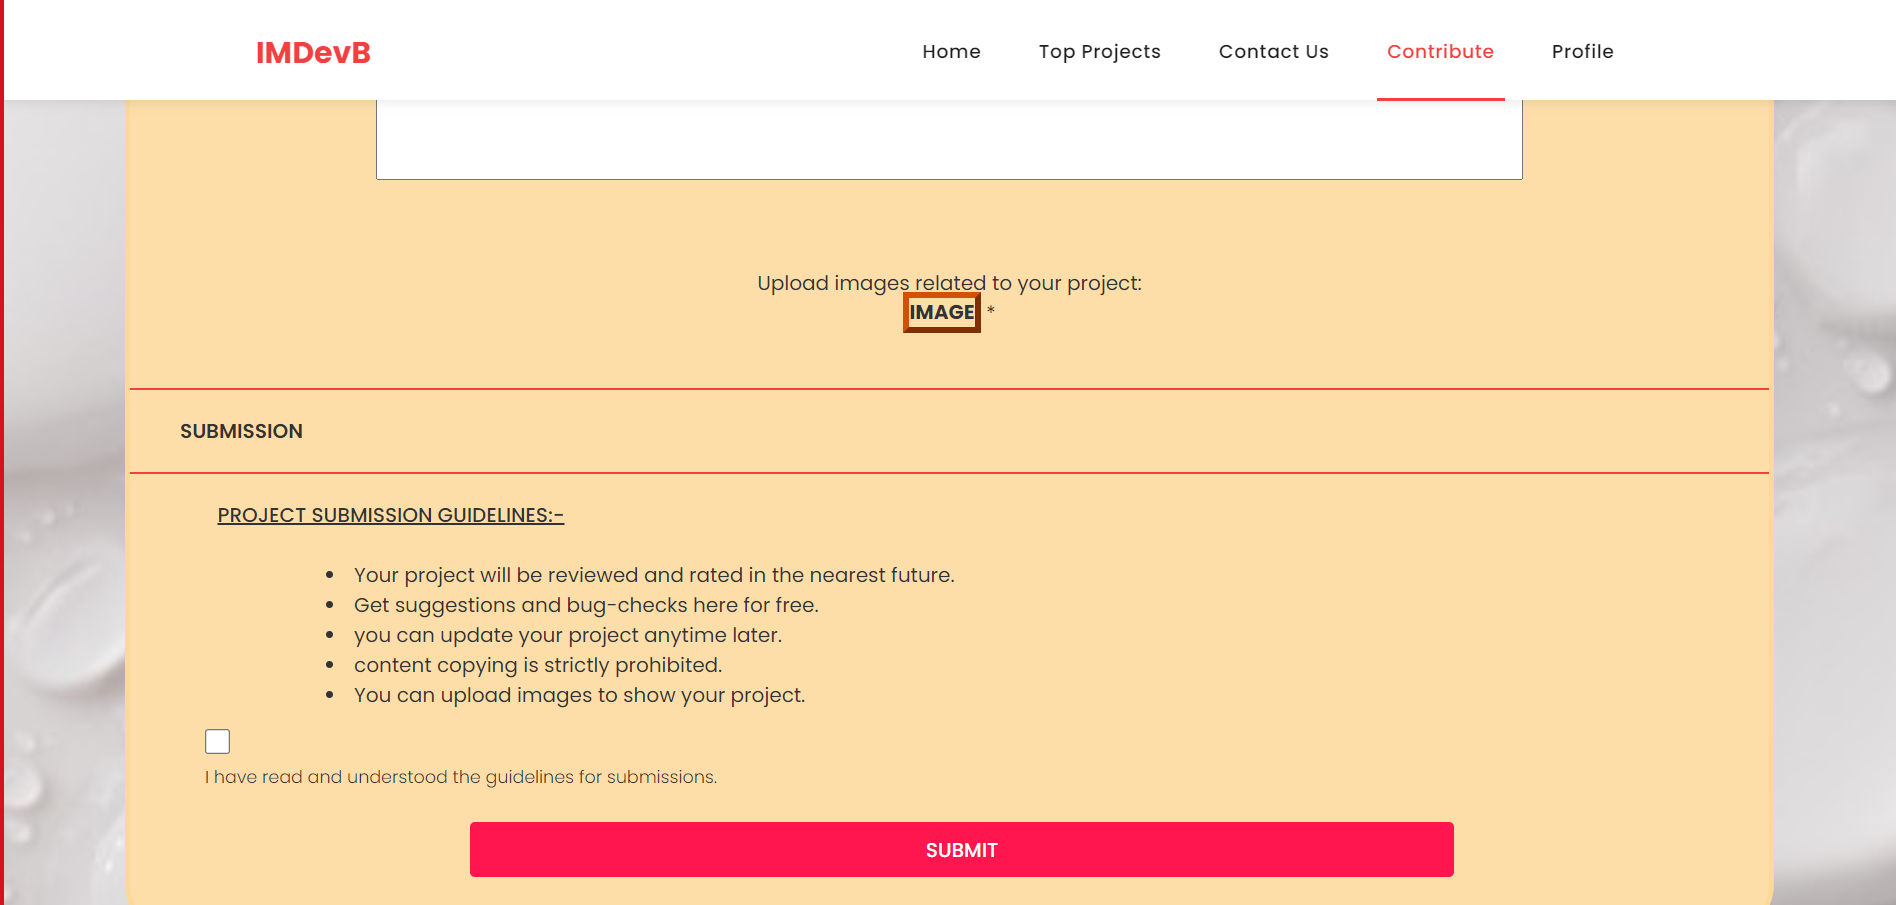 IMDevB
Home Top Projects Contact Us Contribute Profile
Upload images related to your project:
IMAGE *
SUBMISSION
PROJECT SUBMISSION GUIDELINES:-
• Your project will be reviewed and rated in the nearest future.
• Get suggestions and bug-checks here for free.
• you can update your project anytime later.
• content copying is strictly prohibited.
• You can upload images to show your project.
I have read and understood the guidelines for submissions.
SUBMIT